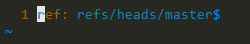 1 ref: refs/heads/master$
~